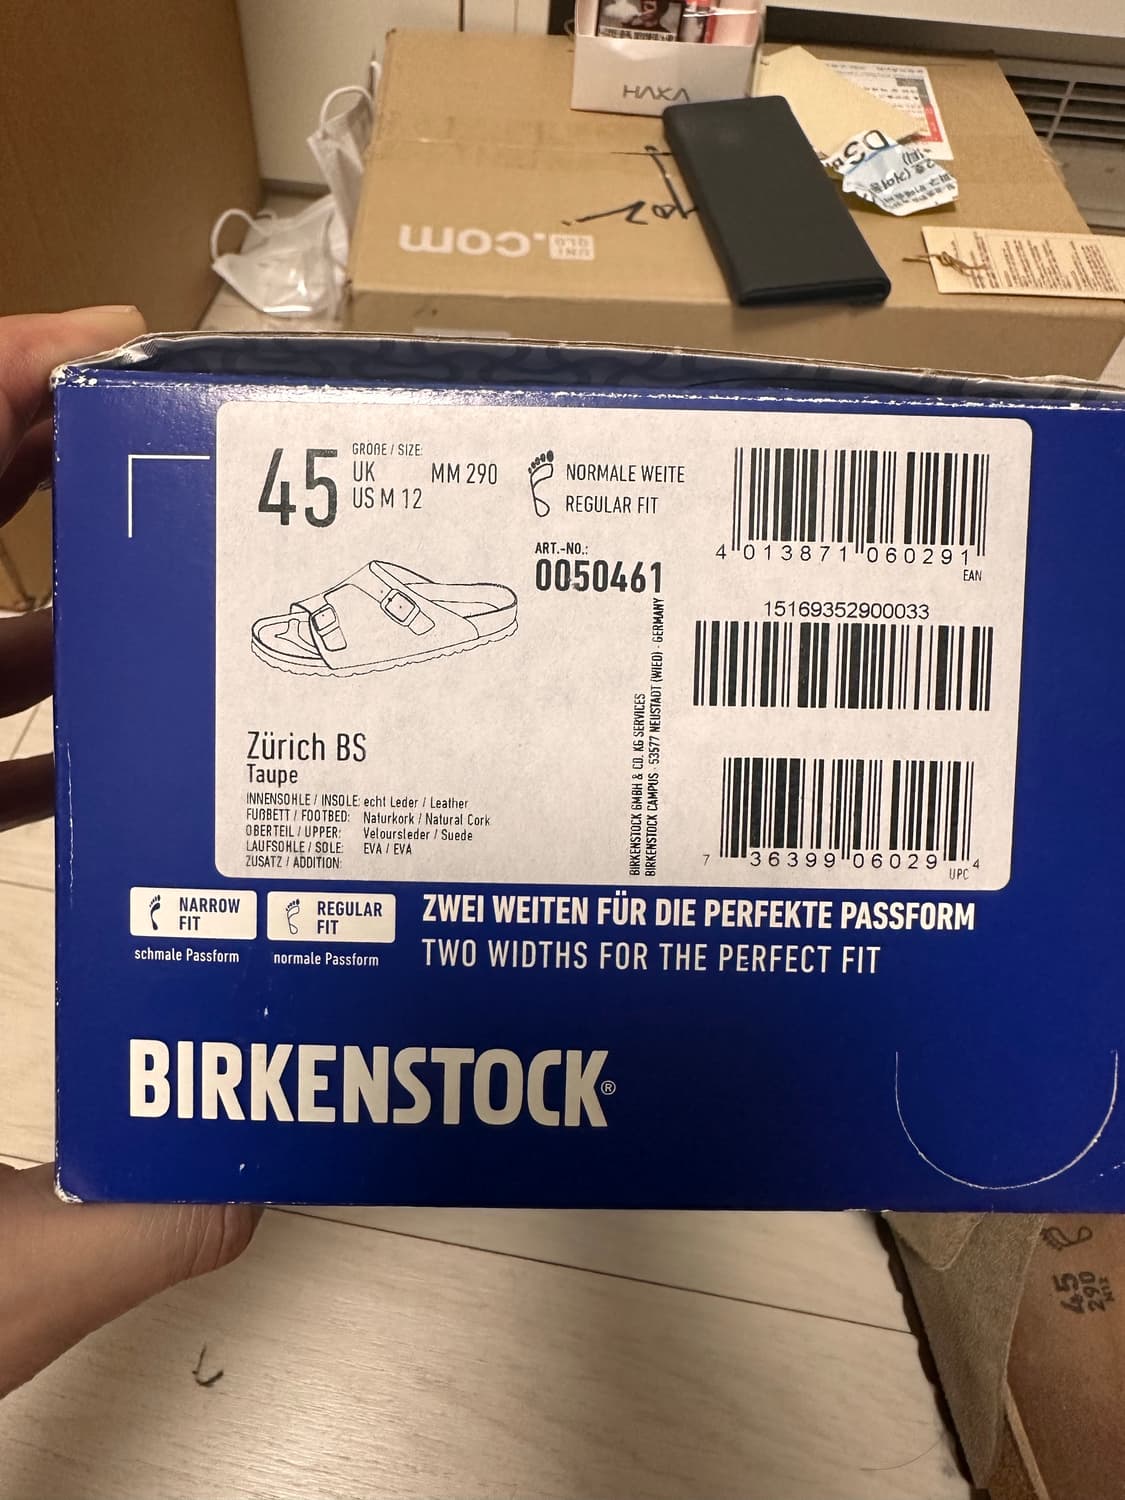 HAXA
.com
UNI
QLO
45
GRÖßE / SIZE:
UK
US M 12
MM 290
NORMALE WEITE
REGULAR FIT
ART.-NO.:
0050461
4 013871 060291
EAN
15169352900033
7 36399 06029 4
UPC
BIRKENSTOCK GMBH & CO. KG SERVICES
BIRKENSTOCK CAMPUS · 53577 NEUSTADT (WIED) · GERMANY
Zürich BS
Taupe
INNENSOHLE / INSOLE: echt Leder / Leather
FUßBETT / FOOTBED: Naturkork / Natural Cork
OBERTEIL / UPPER: Veloursleder / Suede
LAUFSOHLE / SOLE: EVA / EVA
ZUSATZ / ADDITION:
NARROW
FIT
schmale Passform
REGULAR
FIT
normale Passform
ZWEI WEITEN FÜR DIE PERFEKTE PASSFORM
TWO WIDTHS FOR THE PERFECT FIT
BIRKENSTOCK®
45
290